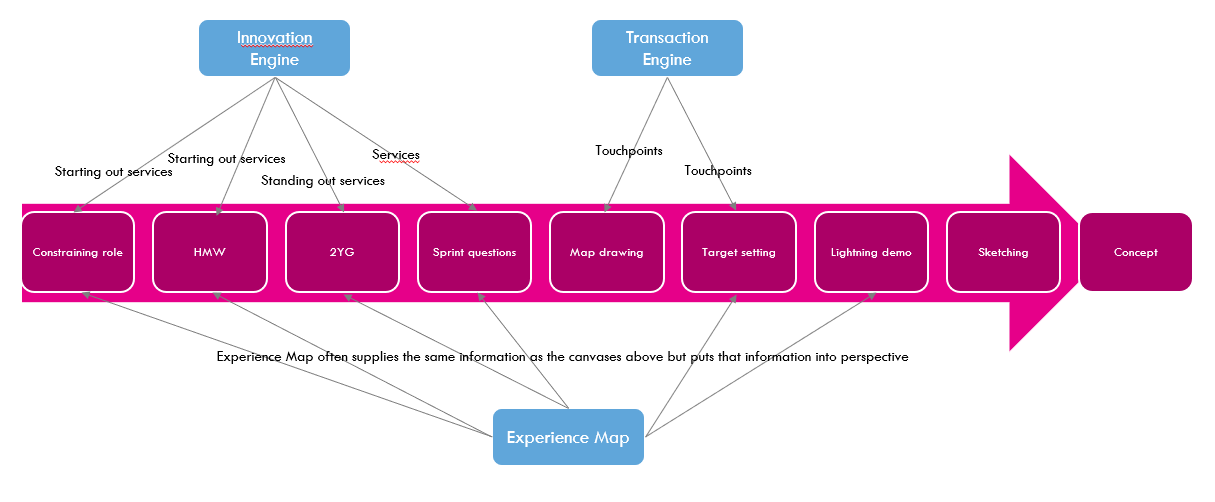 Innovation
Engine
Transaction
Engine
Touchpoints
Services
Starting out services
Starting out services
Touchpoints
Standing out services
Constraining role
HMW
2YG
Sprint questions
Map drawing
Target setting
Lightning demo
Sketching
Concept
Experience Map often supplies the same information as the canvases above but puts that information into perspective
Experience Map